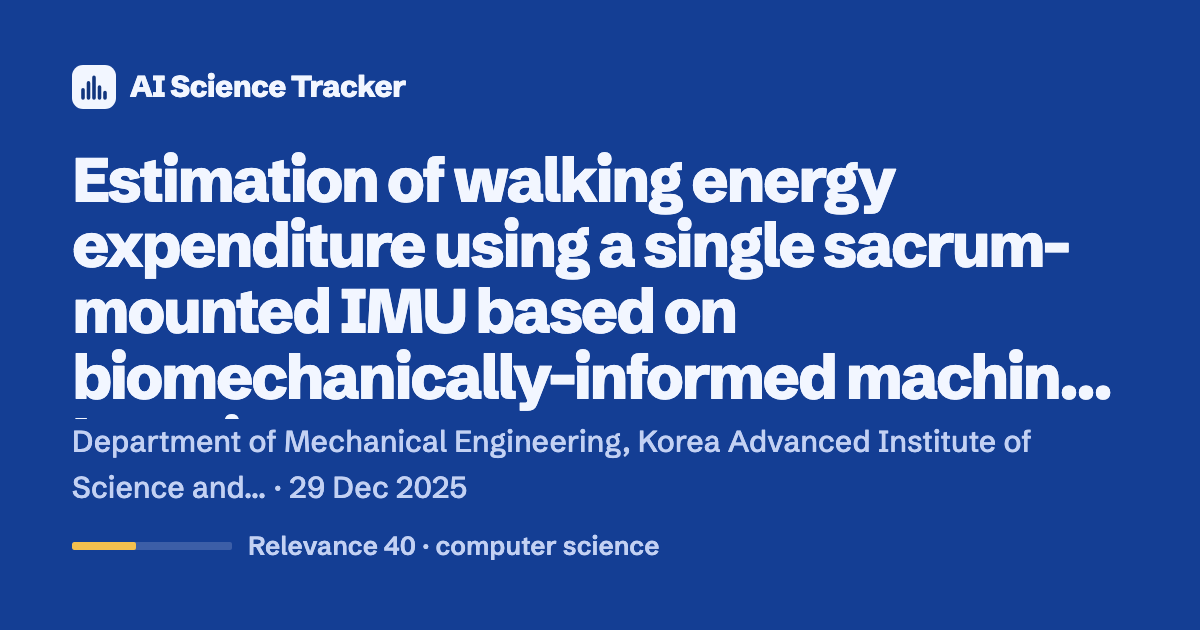 AI Science Tracker
Estimation of walking energy
expenditure using a single sacrum-
mounted IMU based on
biomechanically-informed machin...
Department of Mechanical Engineering, Korea Advanced Institute of
Science and... · 29 Dec 2025
Relevance 40 · computer science